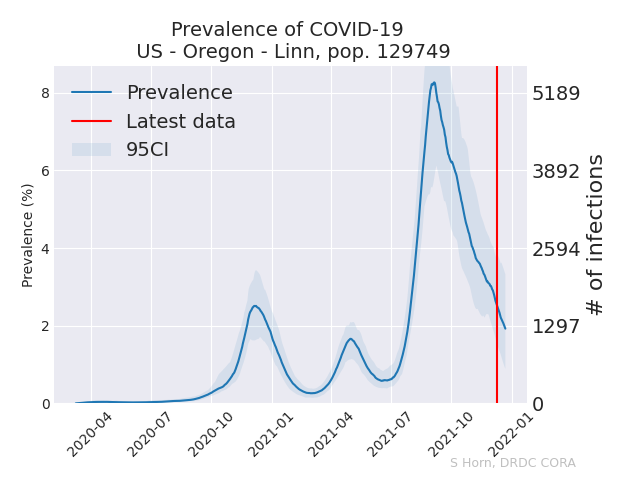 Prevalence of COVID-19
US - Oregon - Linn, pop. 129749
Prevalence
Latest data
95CI
Prevalence (%)
8
6
4
2
0
5189
3892
2594
1297
0
# of infections
2020-04
2020-07
2020-10
2021-01
2021-04
2021-07
2021-10
2022-01
S Horn, DRDC CORA